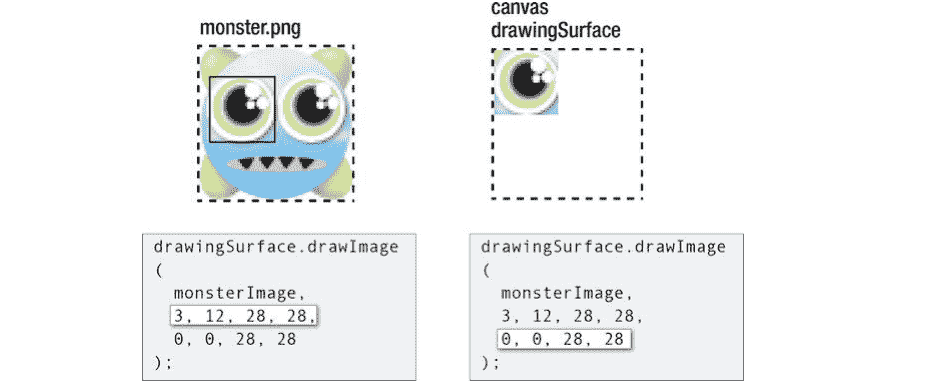 monster.png
drawingSurface.drawImage
(
monsterImage,
3, 12, 28, 28,
0, 0, 28, 28
);
canvas
drawingSurface
drawingSurface.drawImage
(
monsterImage,
3, 12, 28, 28,
0, 0, 28, 28
);